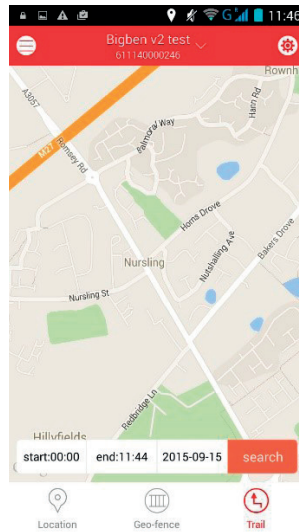 G 11:46
Bigben v2 test
611140000246
Rownh
A3057
M27
Romsey Rd
Balmoral Way
Harn Rd
Horns Drove
Nursling
Nutshalling Ave
Bakers Drove
Nursling St
Redbridge Ln
Hillyfields
start:00:00 end:11:44 2015-09-15 search
Location Geo-fence Trail